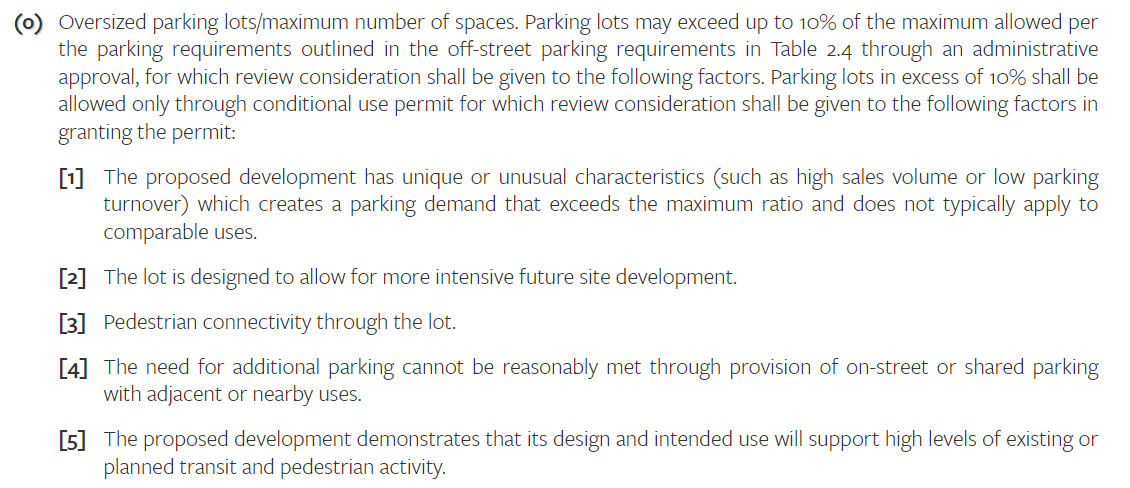 (o) Oversized parking lots/maximum number of spaces. Parking lots may exceed up to 10% of the maximum allowed per
the parking requirements outlined in the off-street parking requirements in Table 2.4 through an administrative
approval, for which review consideration shall be given to the following factors. Parking lots in excess of 10% shall be
allowed only through conditional use permit for which review consideration shall be given to the following factors in
granting the permit:
[1] The proposed development has unique or unusual characteristics (such as high sales volume or low parking
turnover) which creates a parking demand that exceeds the maximum ratio and does not typically apply to
comparable uses.
[2] The lot is designed to allow for more intensive future site development.
[3] Pedestrian connectivity through the lot.
[4] The need for additional parking cannot be reasonably met through provision of on-street or shared parking
with adjacent or nearby uses.
[5] The proposed development demonstrates that its design and intended use will support high levels of existing or
planned transit and pedestrian activity.